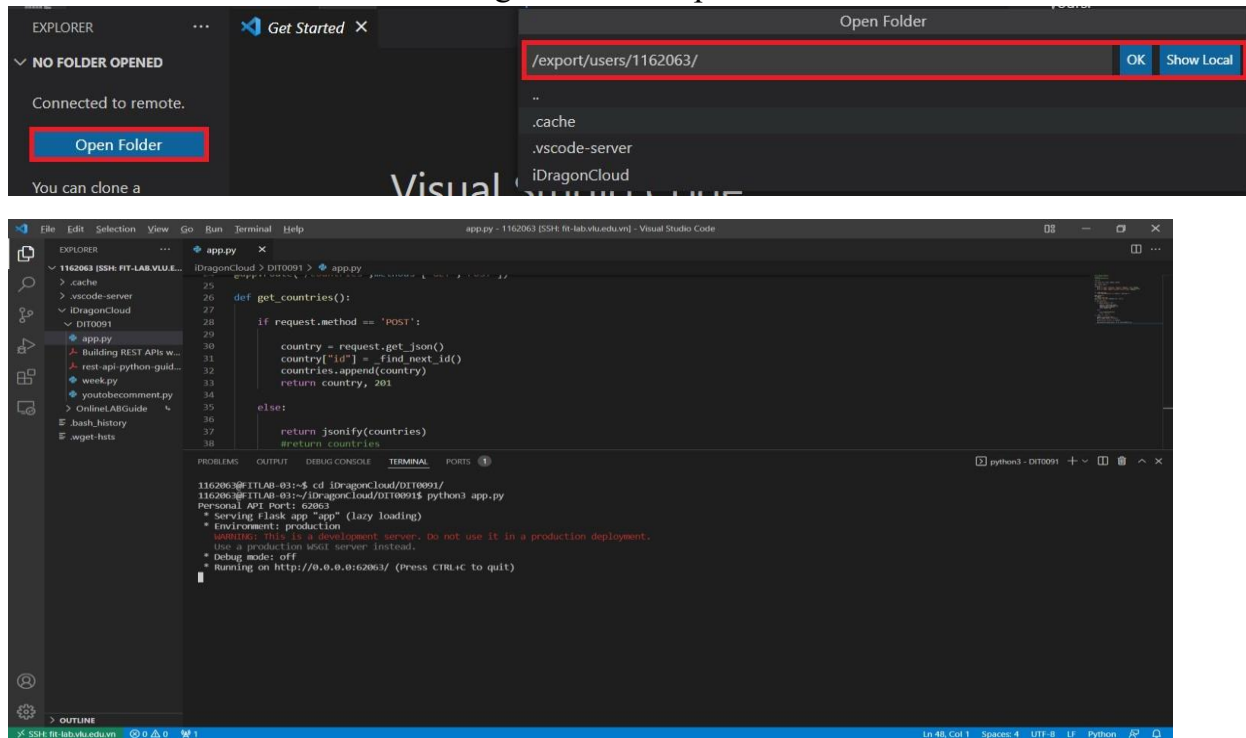 EXPLORER ...
Get Started ×
Open Folder
NO FOLDER OPENED
/export/users/1162063/
OK Show Local
Connected to remote.
..
.cache
Open Folder
.vscode-server
iDragonCloud
You can clone a
Visual Studio Code
File Edit Selection View Go Run Terminal Help
app.py - 1162063 [SSH: fit-lab.vlu.edu.vn] - Visual Studio Code
EXPLORER ...
app.py ×
1162063 [SSH: FIT-LAB.VLU.E...
iDragonCloud > DIT0091 > app.py
> .cache
> .vscode-server
iDragonCloud
DIT0091
app.py
Building REST APIs w...
rest-api-python-guid...
week.py
youtobecomment.py
> OnlineLABGuide
.bash_history
.wget-hsts
25
26 def get_countries():
27
28 if request.method == 'POST':
29
30 country = request.get_json()
31 country["id"] = _find_next_id()
32 countries.append(country)
33 return country, 201
34
35 else:
36
37 return jsonify(countries)
38 #return countries
PROBLEMS OUTPUT DEBUG CONSOLE TERMINAL PORTS 1
python3 - DIT0091
1162063@FITLAB-03:~$ cd iDragonCloud/DIT0091/
1162063@FITLAB-03:~/iDragonCloud/DIT0091$ python3 app.py
Personal API Port: 62063
* Serving Flask app "app" (lazy loading)
* Environment: production
WARNING: This is a development server. Do not use it in a production deployment.
Use a production WSGI server instead.
* Debug mode: off
* Running on http://0.0.0.0:62063/ (Press CTRL+C to quit)
> OUTLINE
SSH: fit-lab.vlu.edu.vn 0 0 1
Ln 48, Col 1 Spaces: 4 UTF-8 LF Python